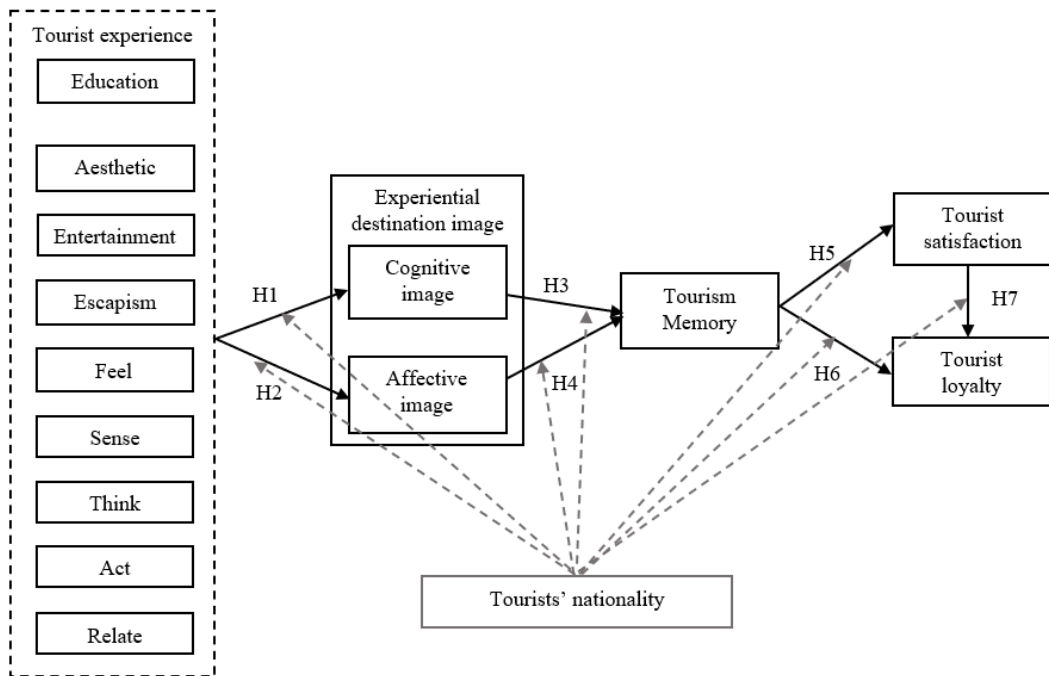 Tourist experience
Education
Aesthetic
Entertainment
Escapism
Feel
Sense
Think
Act
Relate
H1
H2
Experiential
destination image
Cognitive
image
Affective
image
H3
H4
Tourism
Memory
H5
H6
Tourist
satisfaction
H7
Tourist
loyalty
Tourists’ nationality